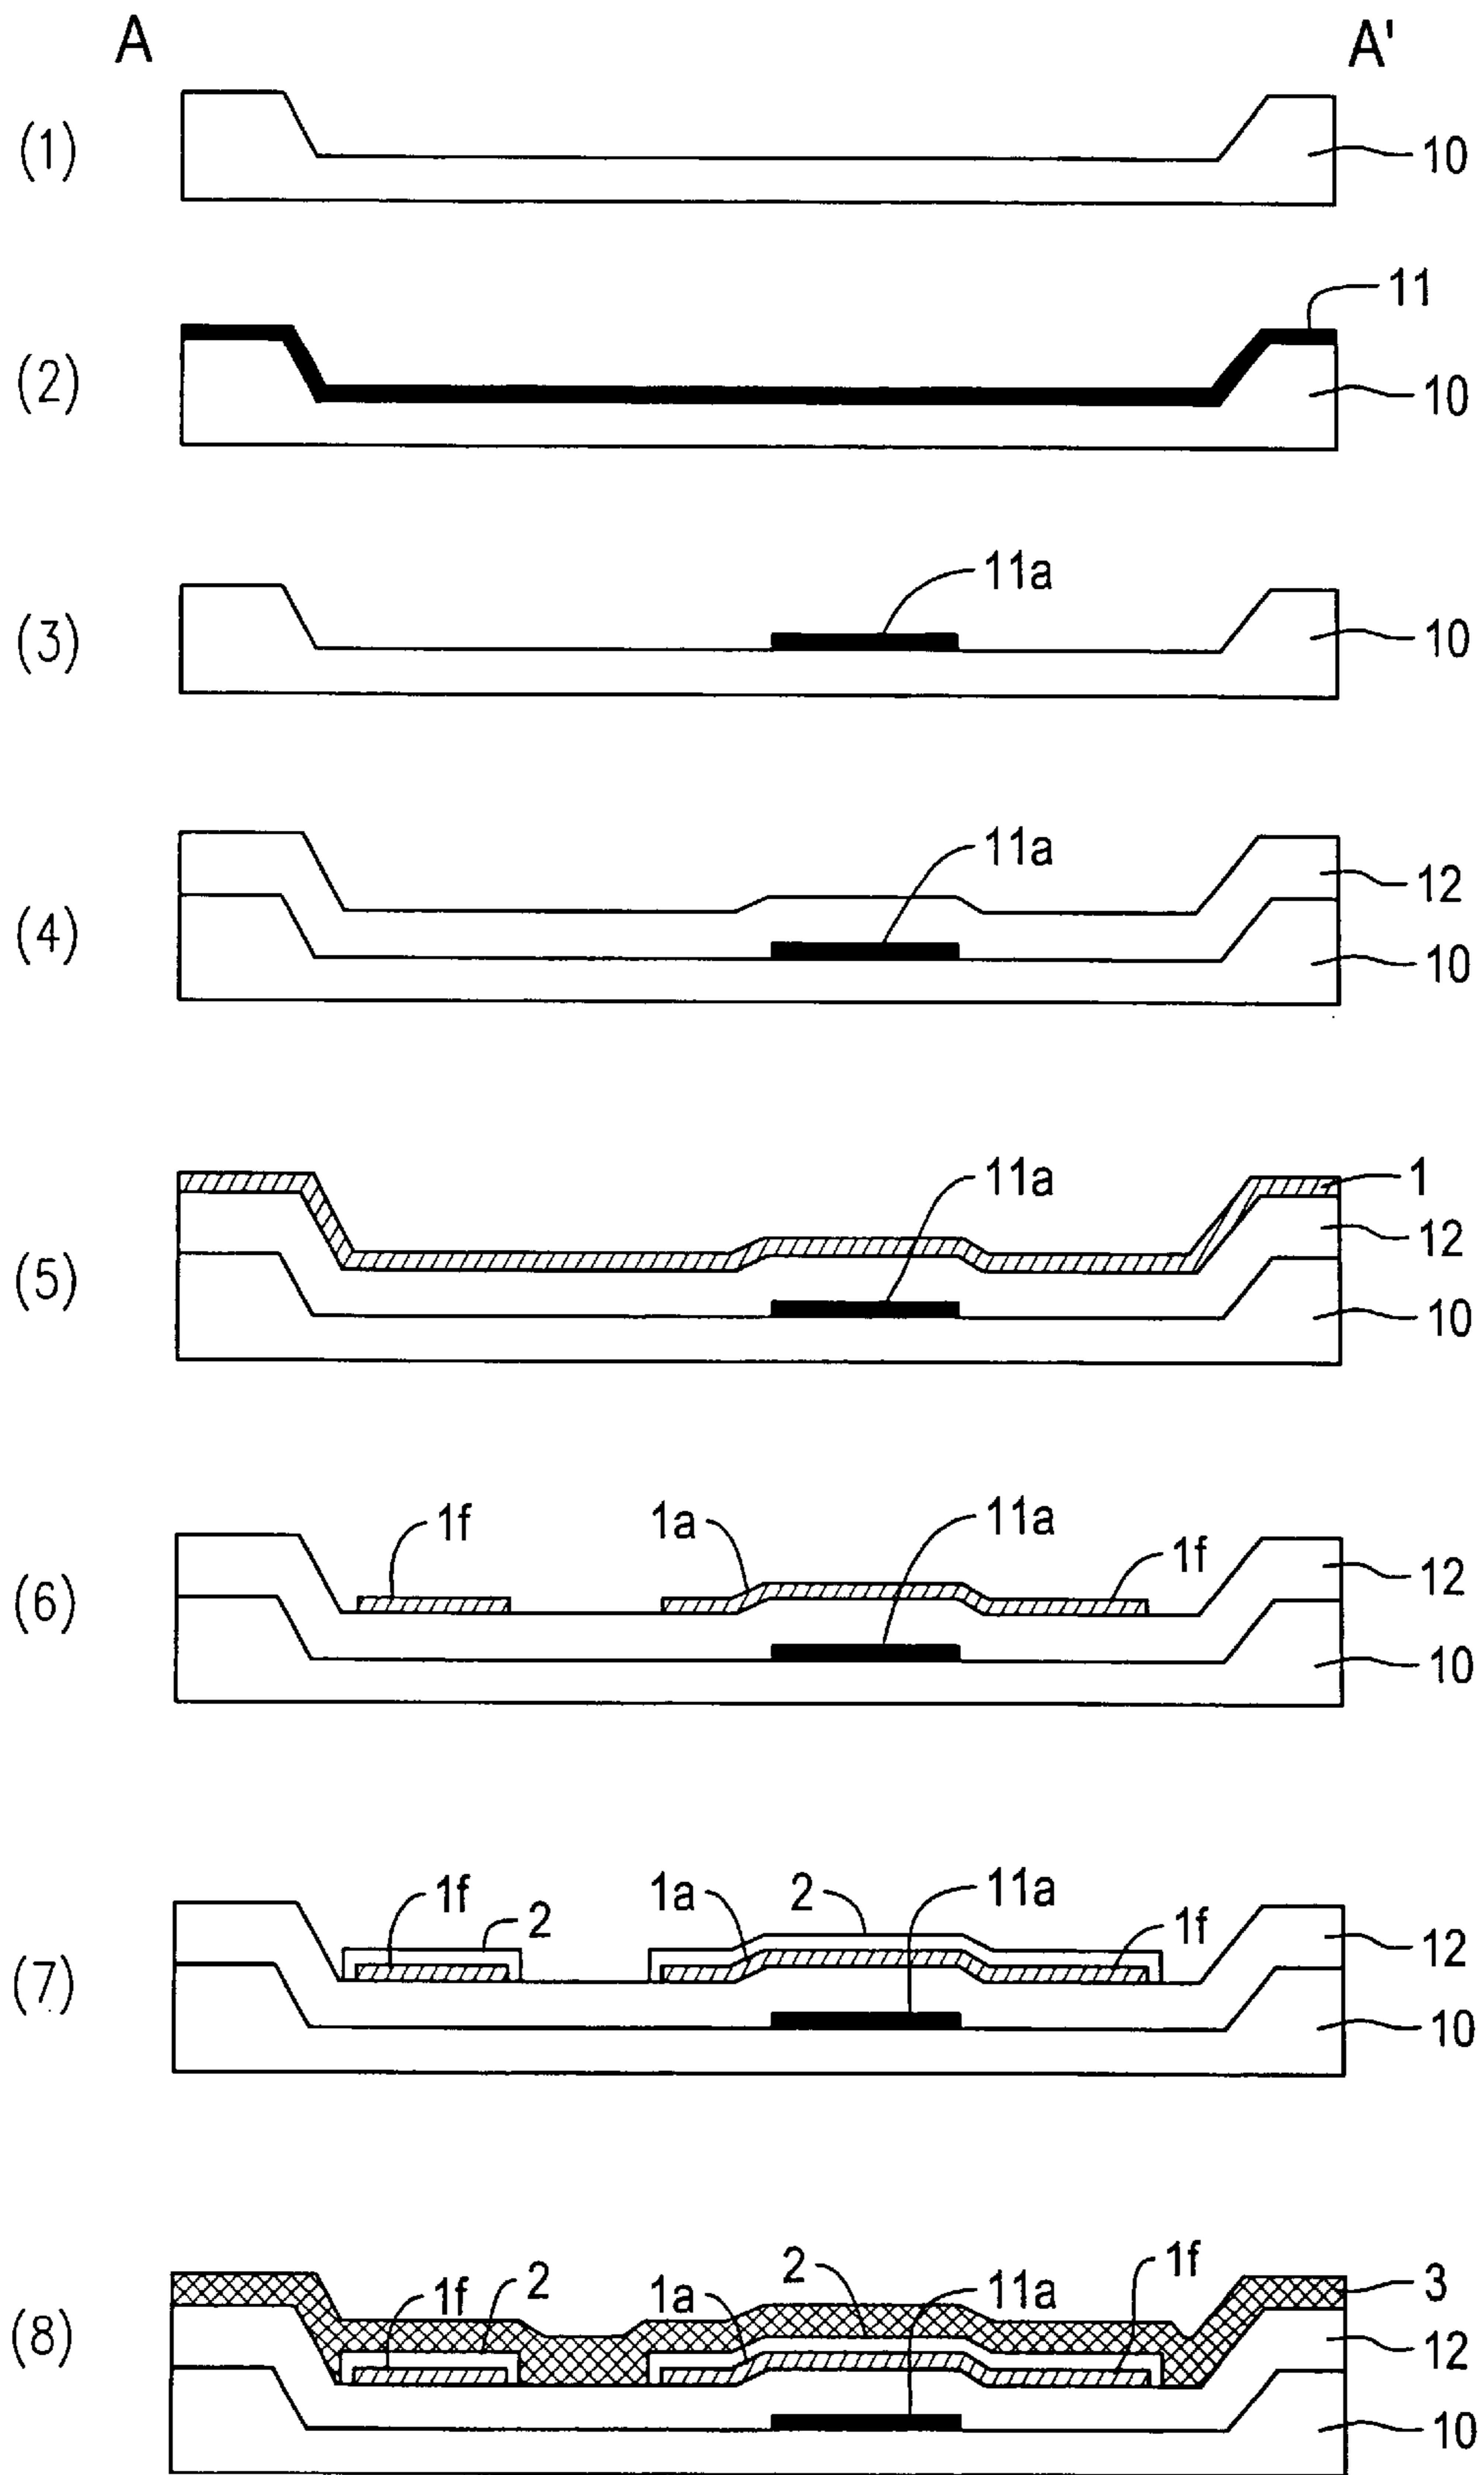 A A'
(1) 10
11
(2) 10
11a
(3) 10
11a
12
(4) 10
11a 1
12
(5) 10
1f 1a 11a 1f
12
(6) 10
1f 2 1a 2 11a 1f
12
(7) 10
1f 2 1a 2 11a 1f 3
(8) 12
10